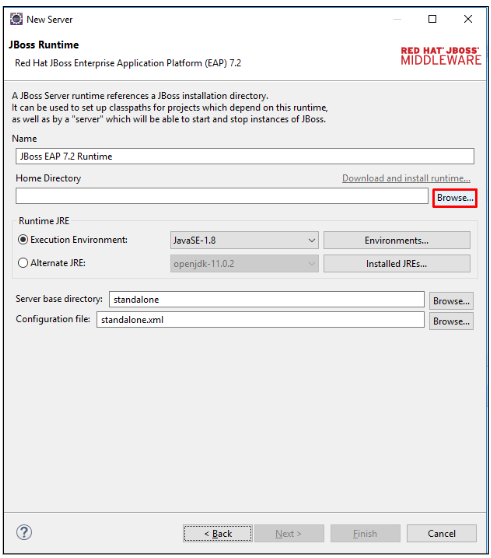 New Server
JBoss Runtime
Red Hat JBoss Enterprise Application Platform (EAP) 7.2
RED HAT® JBOSS®
MIDDLEWARE
A JBoss Server runtime references a JBoss installation directory.
It can be used to set up classpaths for projects which depend on this runtime,
as well as by a "server" which will be able to start and stop instances of JBoss.
Name
JBoss EAP 7.2 Runtime
Home Directory Download and install runtime...
Browse...
Runtime JRE
Execution Environment: JavaSE-1.8 Environments...
Alternate JRE: openjdk-11.0.2 Installed JREs...
Server base directory: standalone Browse...
Configuration file: standalone.xml Browse...
? < Back Next > Finish Cancel